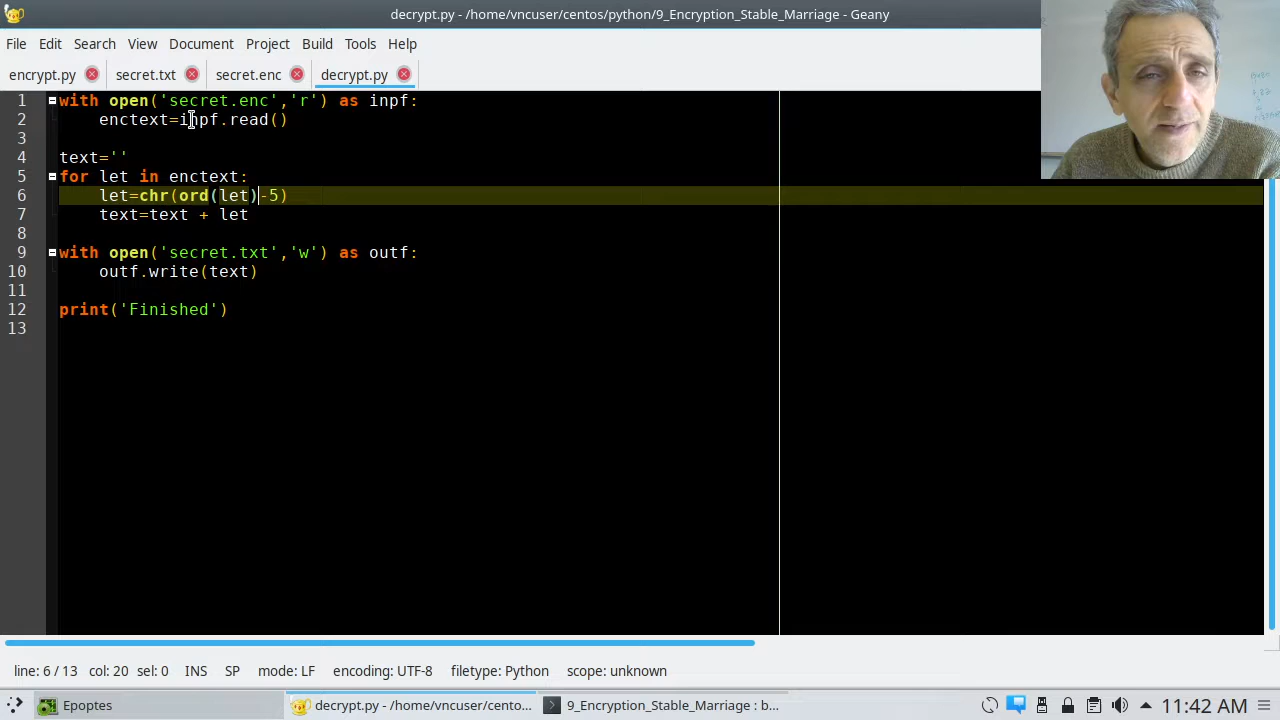 decrypt.py - /home/vncuser/centos/python/9_Encryption_Stable_Marriage - Geany
File Edit Search View Document Project Build Tools Help
encrypt.py secret.txt secret.enc decrypt.py
1 with open('secret.enc','r') as inpf:
2     enctext=inpf.read()
3
4 text=''
5 for let in enctext:
6     let=chr(ord(let)-5)
7     text=text + let
8
9 with open('secret.txt','w') as outf:
10     outf.write(text)
11
12 print('Finished')
13
line: 6 / 13 col: 20 sel: 0 INS SP mode: LF encoding: UTF-8 filetype: Python scope: unknown
Epoptes decrypt.py - /home/vncuser/cento... 9_Encryption_Stable_Marriage : b... 11:42 AM